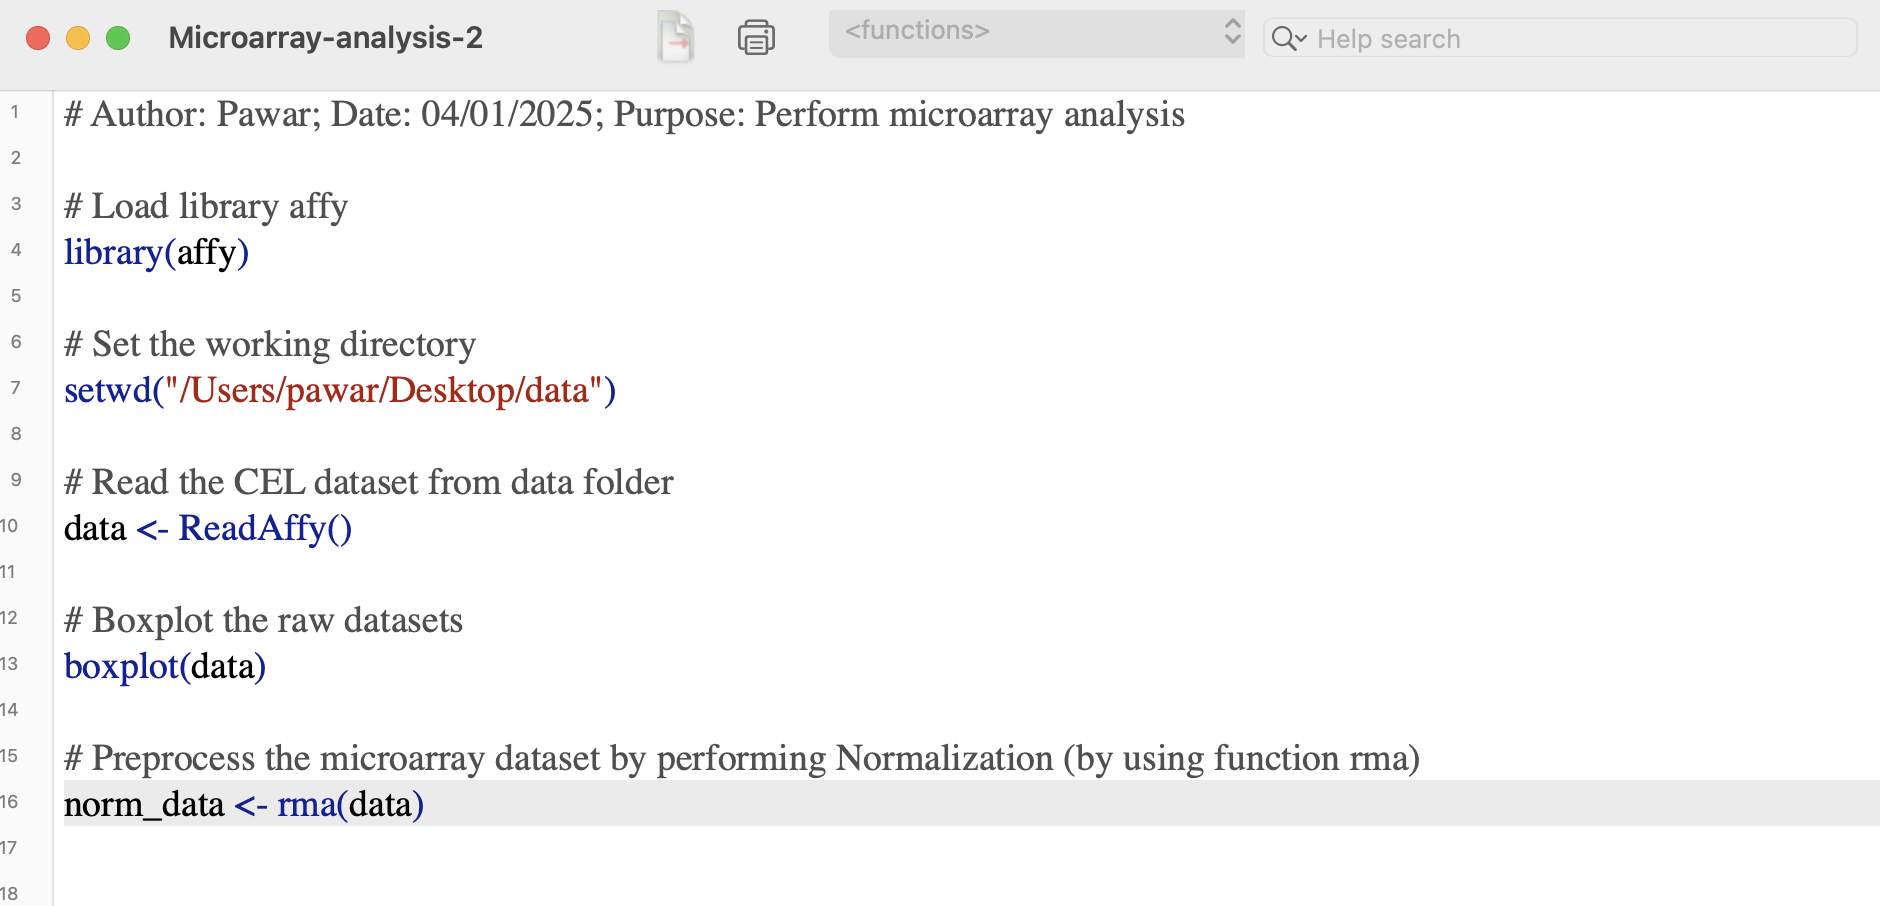 Microarray-analysis-2 <functions> Help search
1 # Author: Pawar; Date: 04/01/2025; Purpose: Perform microarray analysis
2
3 # Load library affy
4 library(affy)
5
6 # Set the working directory
7 setwd("/Users/pawar/Desktop/data")
8
9 # Read the CEL dataset from data folder
10 data <- ReadAffy()
11
12 # Boxplot the raw datasets
13 boxplot(data)
14
15 # Preprocess the microarray dataset by performing Normalization (by using function rma)
16 norm_data <- rma(data)
17
18